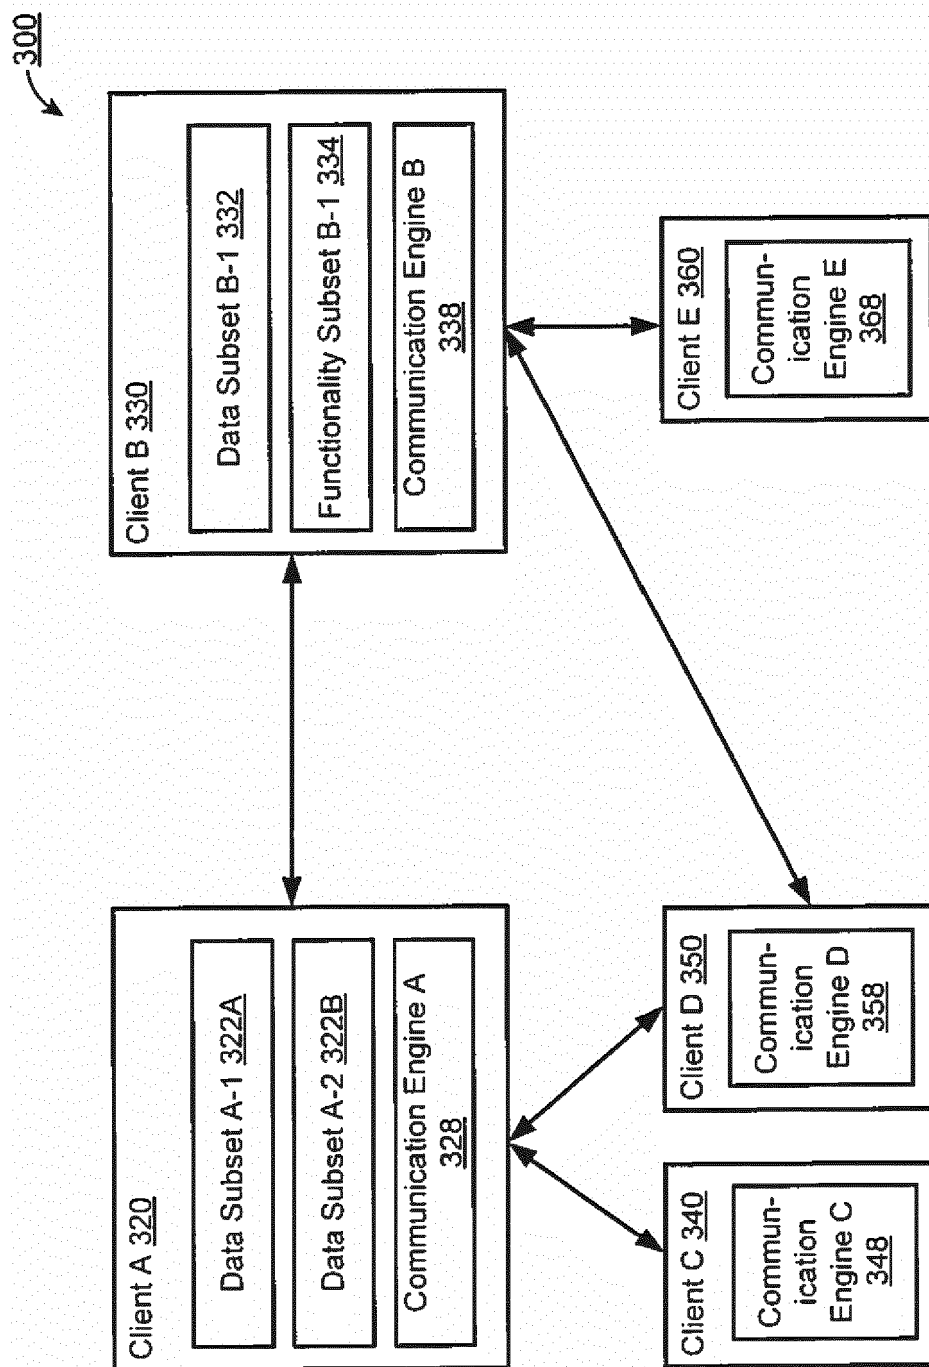 300
Client A 320
Data Subset A-1 322A
Data Subset A-2 322B
Communication Engine A
328
Client B 330
Data Subset B-1 332
Functionality Subset B-1 334
Communication Engine B
338
Client C 340
Commun-
ication
Engine C
348
Client D 350
Commun-
ication
Engine D
358
Client E 360
Commun-
ication
Engine E
368